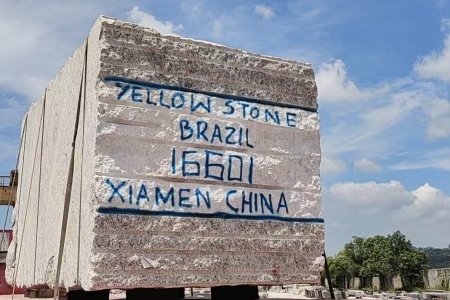 YELLOW STONE
BRAZIL
16601
XIAMEN CHINA